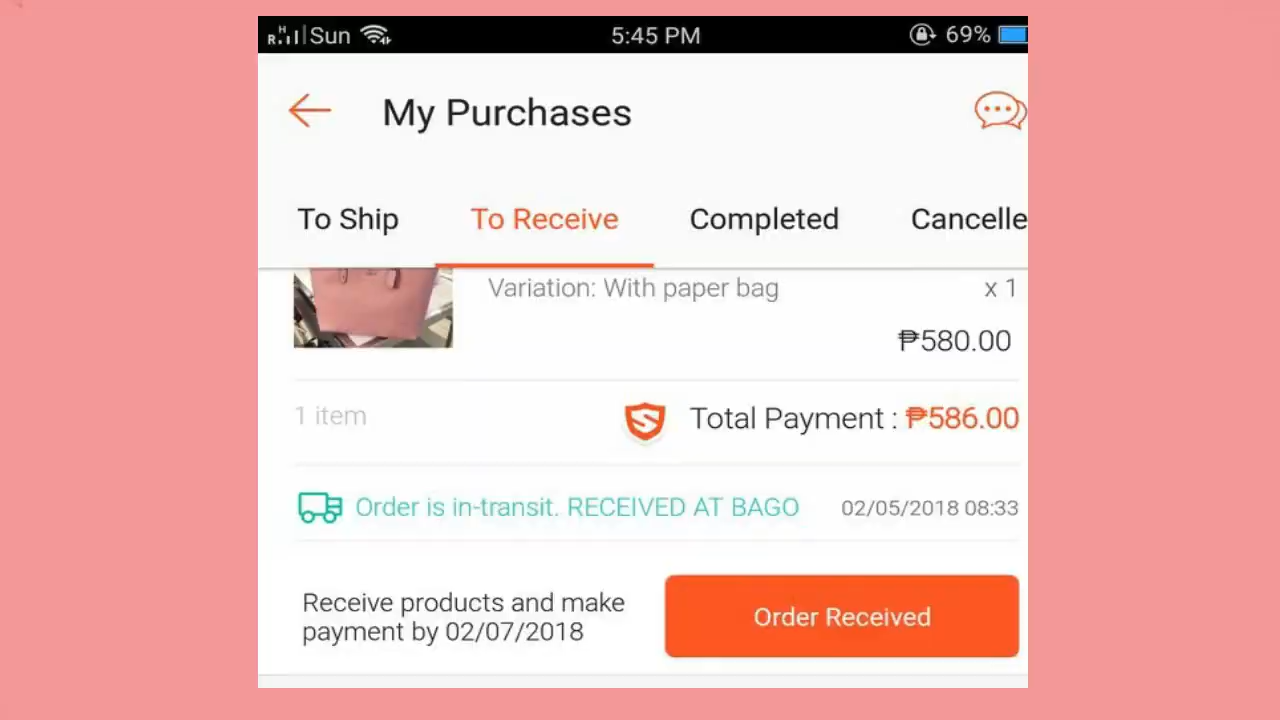 R H Sun 5:45 PM 69%
My Purchases
To Ship To Receive Completed Cancelle
Variation: With paper bag x 1
₱580.00
1 item Total Payment : ₱586.00
Order is in-transit. RECEIVED AT BAGO 02/05/2018 08:33
Receive products and make
payment by 02/07/2018
Order Received